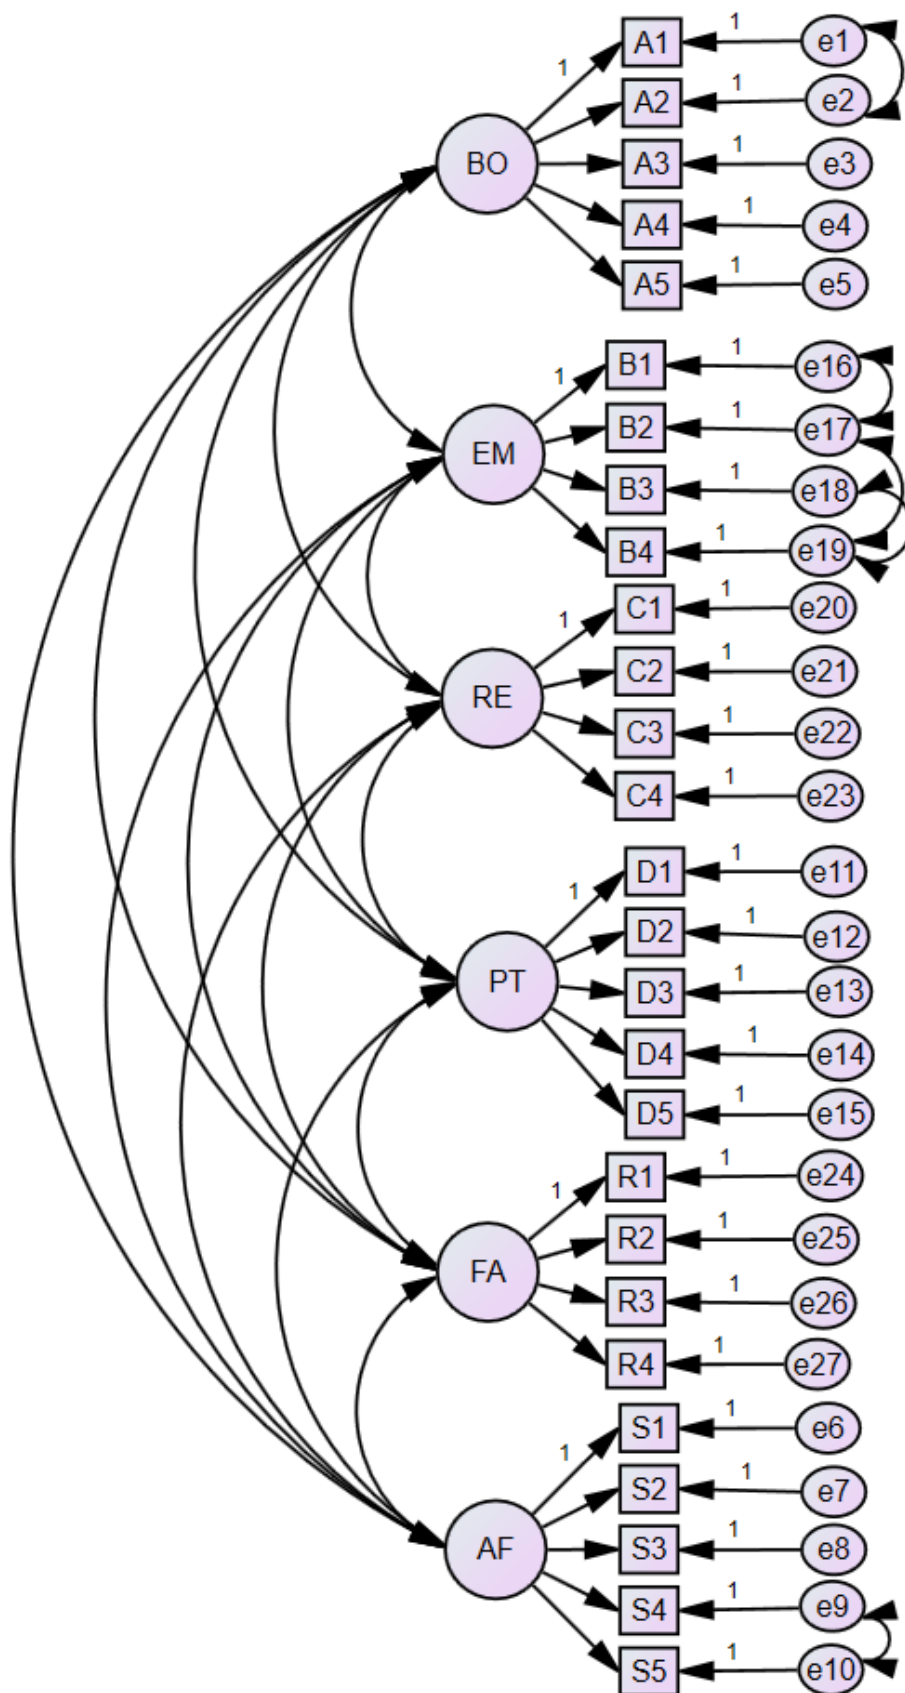 A1 1 e1
1
A2 1 e2
BO A3 1 e3
A4 1 e4
A5 1 e5
B1 1 e16
1
B2 1 e17
EM
B3 1 e18
B4 1 e19
C1 1 e20
1
C2 1 e21
RE
C3 1 e22
C4 1 e23
D1 1 e11
1
D2 1 e12
PT D3 1 e13
D4 1 e14
D5 1 e15
R1 1 e24
1
R2 1 e25
FA
R3 1 e26
R4 1 e27
S1 1 e6
1
S2 1 e7
AF S3 1 e8
S4 1 e9
S5 1 e10